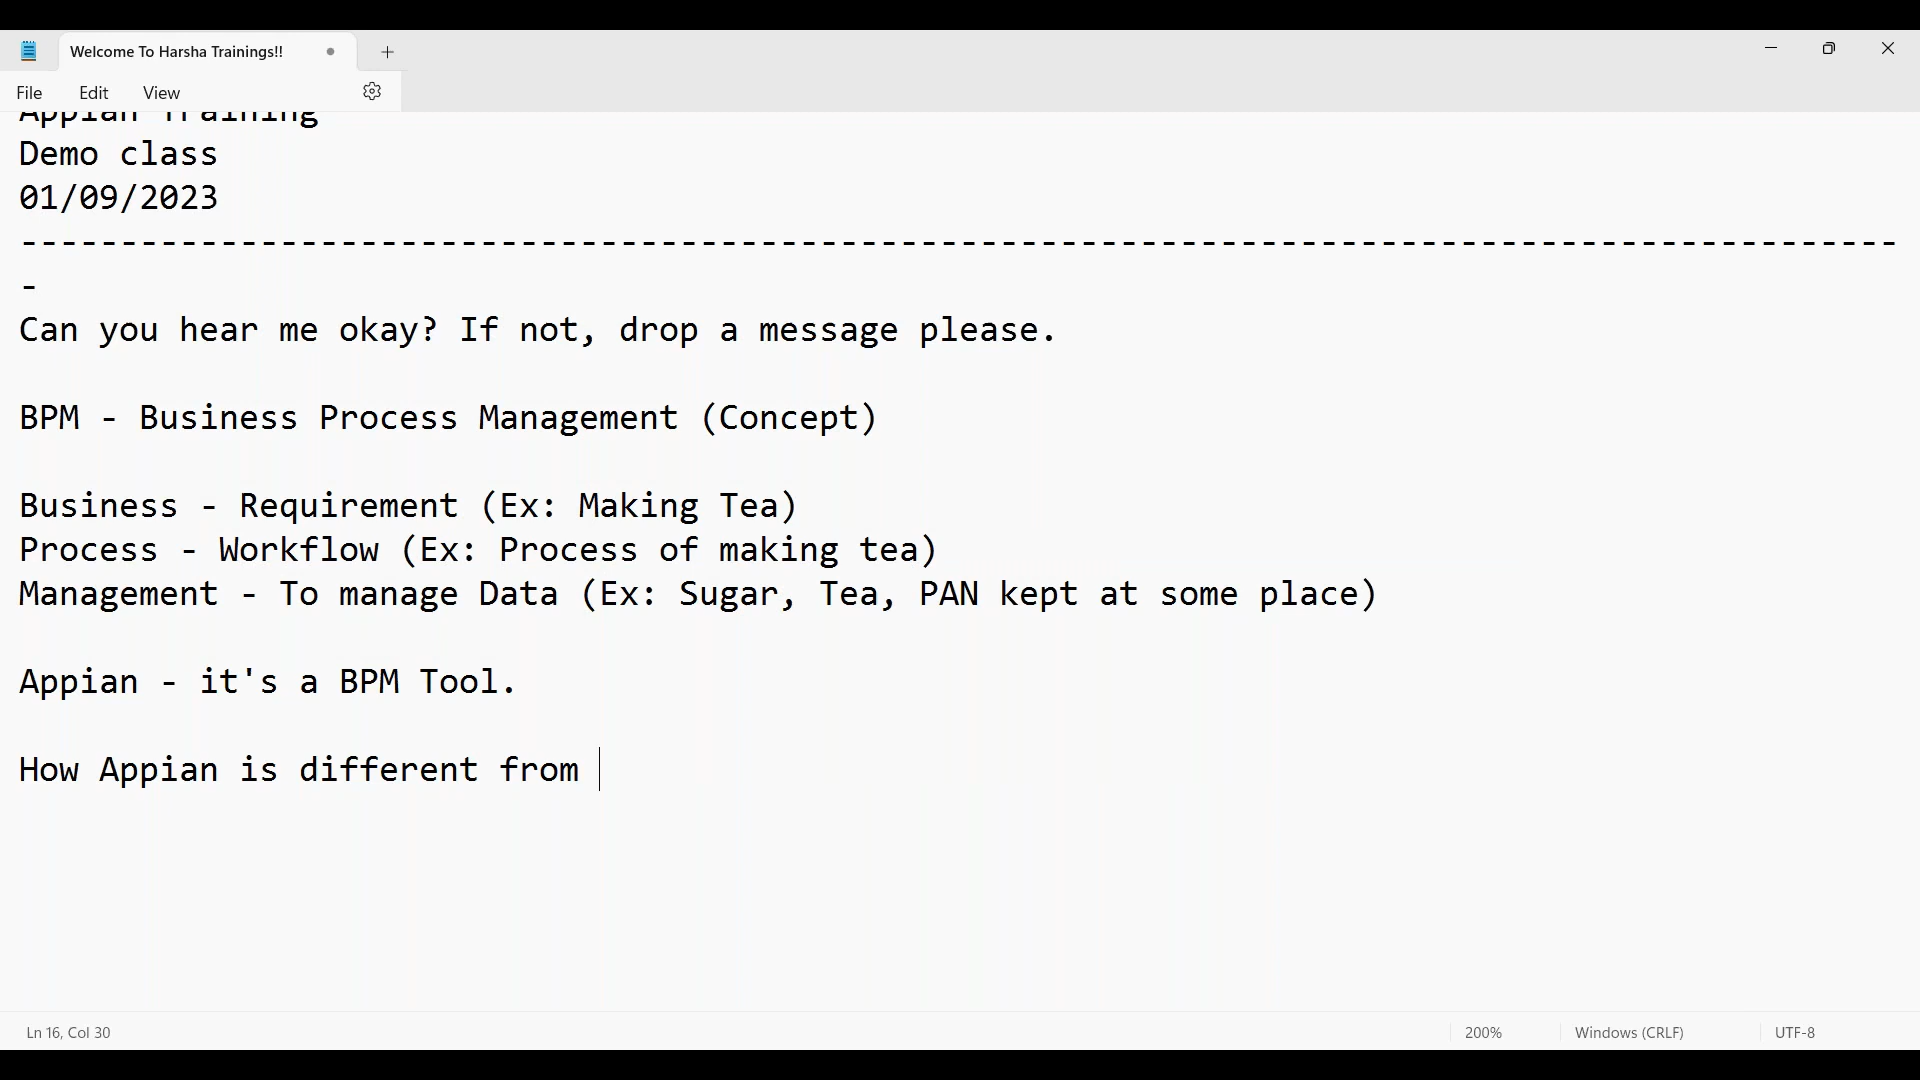 Welcome To Harsha Trainings!!
File Edit View
Appian Training
Demo class
01/09/2023
----------------------------------------------------------------------------------------------
-
Can you hear me okay? If not, drop a message please.
BPM - Business Process Management (Concept)
Business - Requirement (Ex: Making Tea)
Process - Workflow (Ex: Process of making tea)
Management - To manage Data (Ex: Sugar, Tea, PAN kept at some place)
Appian - it's a BPM Tool.
How Appian is different from
Ln 16, Col 30 200% Windows (CRLF) UTF-8